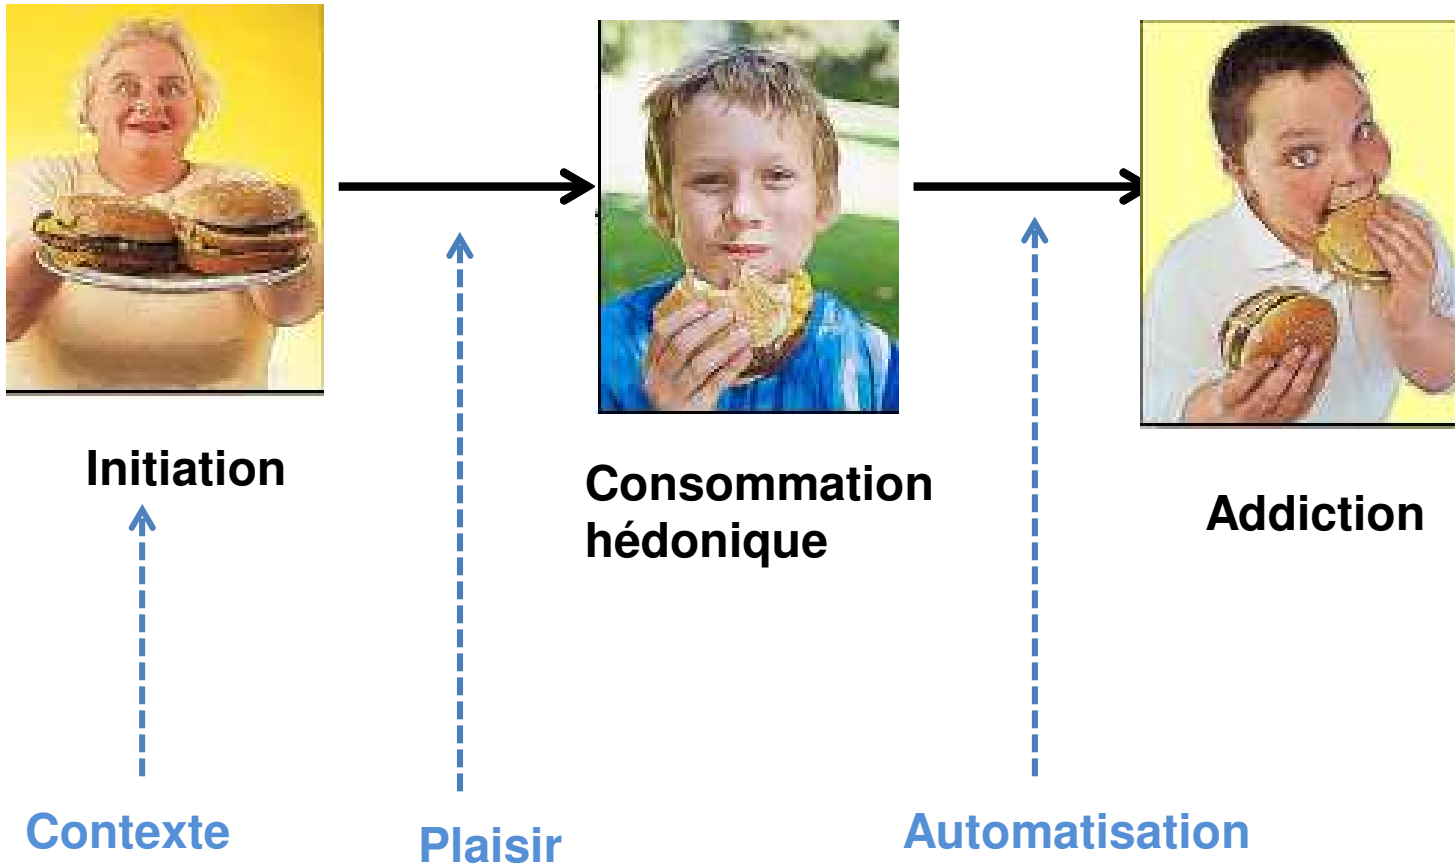 Initiation
Consommation
hédonique
Addiction
Contexte
Plaisir
Automatisation